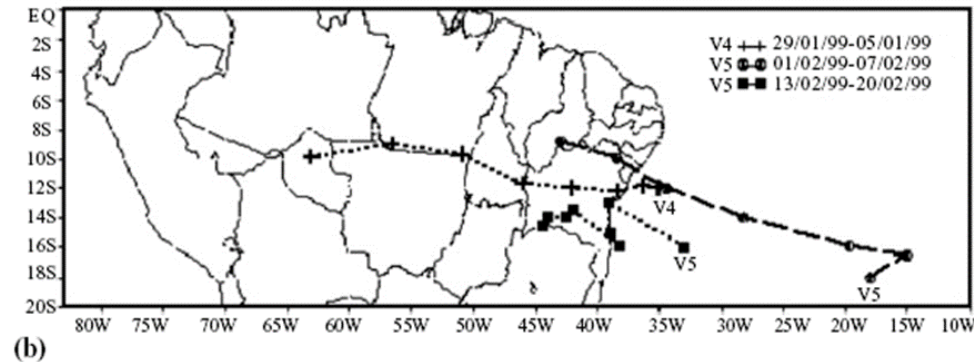 EQ
2S
4S
6S
8S
10S
12S
14S
16S
18S
20S
V4 29/01/99-05/01/99
V5 01/02/99-07/02/99
V5 13/02/99-20/02/99
V4
V5
V5
80W 75W 70W 65W 60W 55W 50W 45W 40W 35W 30W 25W 20W 15W 10W
(b)